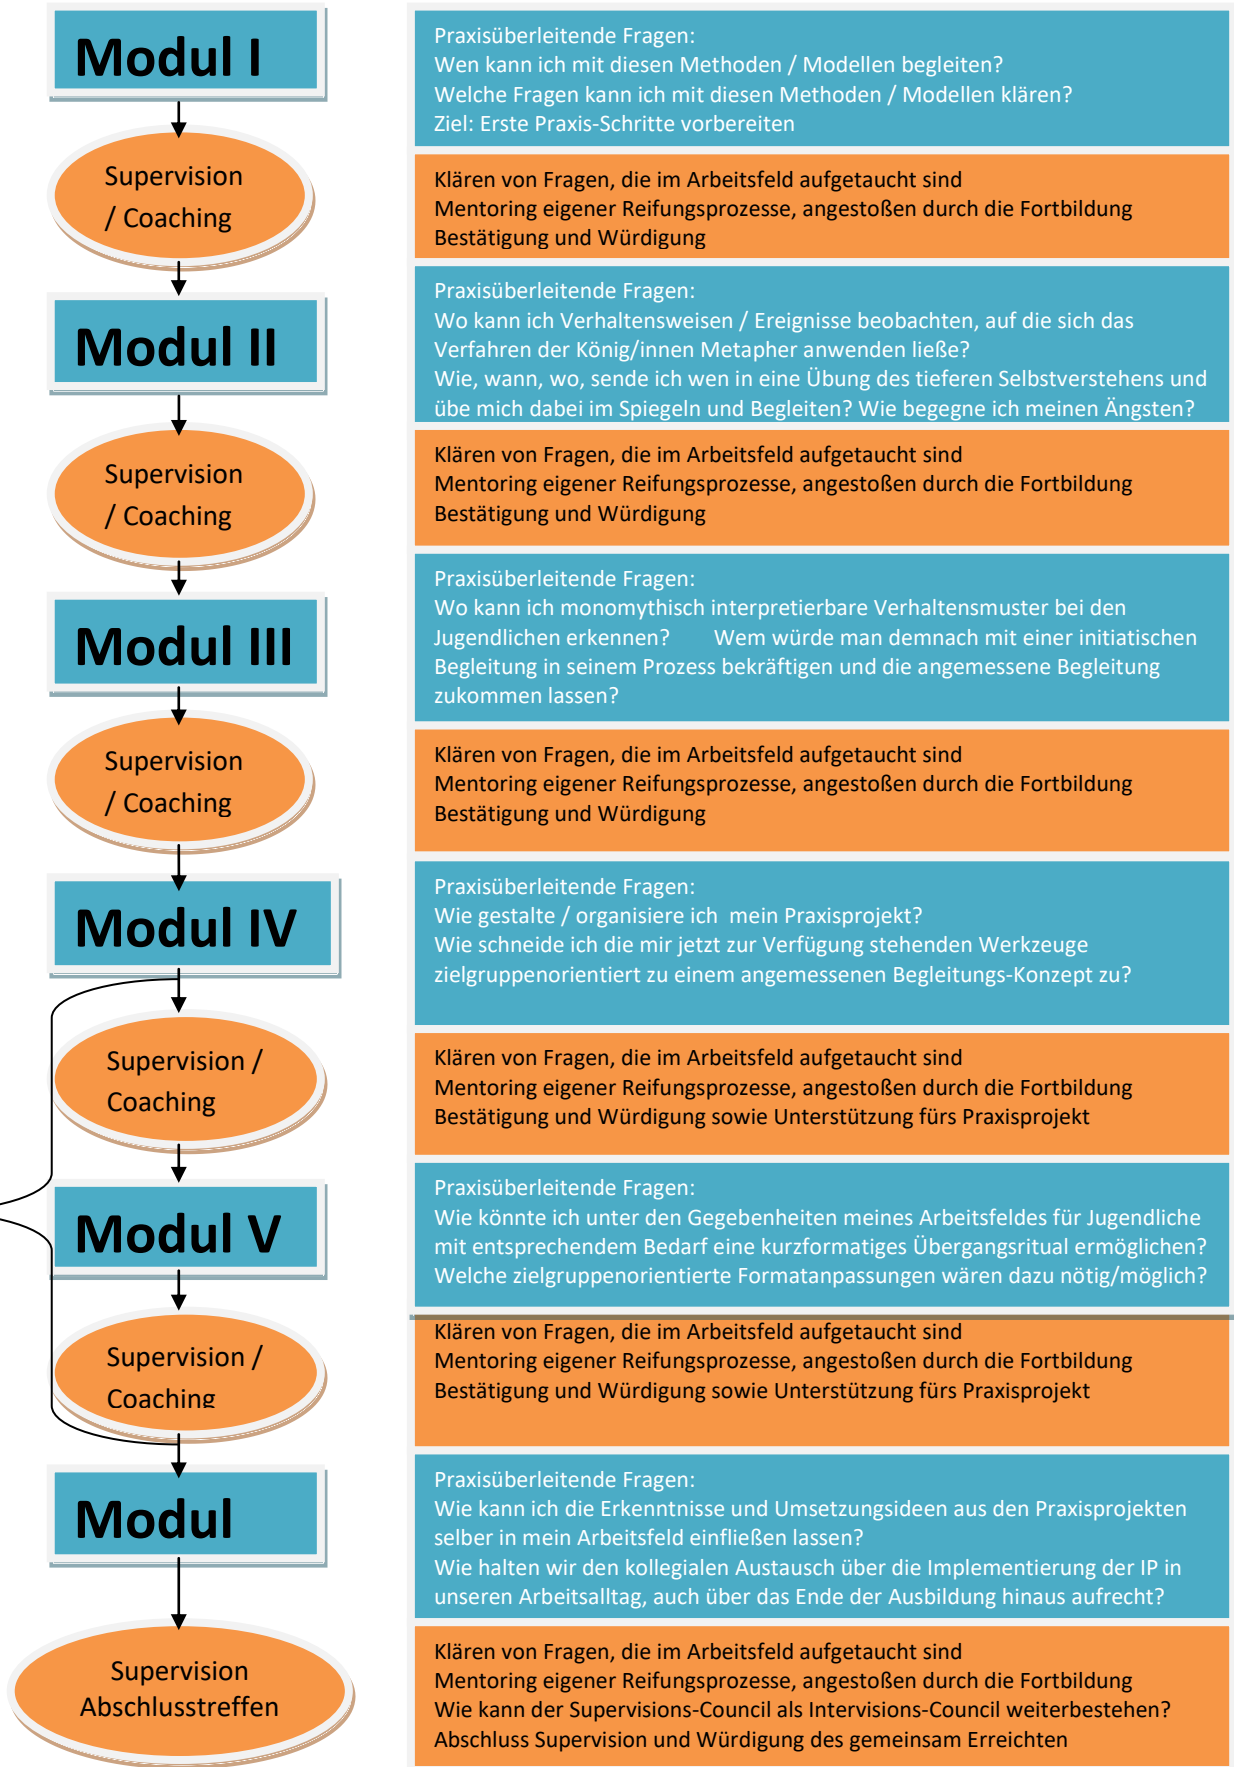 Modul I
Praxisüberleitende Fragen:
Wen kann ich mit diesen Methoden / Modellen begleiten?
Welche Fragen kann ich mit diesen Methoden / Modellen klären?
Ziel: Erste Praxis-Schritte vorbereiten
Supervision
/ Coaching
Klären von Fragen, die im Arbeitsfeld aufgetaucht sind
Mentoring eigener Reifungsprozesse, angestoßen durch die Fortbildung
Bestätigung und Würdigung
Modul II
Praxisüberleitende Fragen:
Wo kann ich Verhaltensweisen / Ereignisse beobachten, auf die sich das
Verfahren der König/innen Metapher anwenden ließe?
Wie, wann, wo, sende ich wen in eine Übung des tieferen Selbstverstehens und
übe mich dabei im Spiegeln und Begleiten? Wie begegne ich meinen Ängsten?
Supervision
/ Coaching
Klären von Fragen, die im Arbeitsfeld aufgetaucht sind
Mentoring eigener Reifungsprozesse, angestoßen durch die Fortbildung
Bestätigung und Würdigung
Modul III
Praxisüberleitende Fragen:
Wo kann ich monomythisch interpretierbare Verhaltensmuster bei den
Jugendlichen erkennen? Wem würde man demnach mit einer initiatischen
Begleitung in seinem Prozess bekräftigen und die angemessene Begleitung
zukommen lassen?
Supervision
/ Coaching
Klären von Fragen, die im Arbeitsfeld aufgetaucht sind
Mentoring eigener Reifungsprozesse, angestoßen durch die Fortbildung
Bestätigung und Würdigung
Modul IV
Praxisüberleitende Fragen:
Wie gestalte / organisiere ich mein Praxisprojekt?
Wie schneide ich die mir jetzt zur Verfügung stehenden Werkzeuge
zielgruppenorientiert zu einem angemessenen Begleitungs-Konzept zu?
Supervision /
Coaching
Klären von Fragen, die im Arbeitsfeld aufgetaucht sind
Mentoring eigener Reifungsprozesse, angestoßen durch die Fortbildung
Bestätigung und Würdigung sowie Unterstützung fürs Praxisprojekt
Modul V
Praxisüberleitende Fragen:
Wie könnte ich unter den Gegebenheiten meines Arbeitsfeldes für Jugendliche
mit entsprechendem Bedarf eine kurzformatiges Übergangsritual ermöglichen?
Welche zielgruppenorientierte Formatanpassungen wären dazu nötig/möglich?
Supervision /
Coaching
Klären von Fragen, die im Arbeitsfeld aufgetaucht sind
Mentoring eigener Reifungsprozesse, angestoßen durch die Fortbildung
Bestätigung und Würdigung sowie Unterstützung fürs Praxisprojekt
Modul
Praxisüberleitende Fragen:
Wie kann ich die Erkenntnisse und Umsetzungsideen aus den Praxisprojekten
selber in mein Arbeitsfeld einfließen lassen?
Wie halten wir den kollegialen Austausch über die Implementierung der IP in
unseren Arbeitsalltag, auch über das Ende der Ausbildung hinaus aufrecht?
Supervision
Abschlusstreffen
Klären von Fragen, die im Arbeitsfeld aufgetaucht sind
Mentoring eigener Reifungsprozesse, angestoßen durch die Fortbildung
Wie kann der Supervisions-Council als Intervisions-Council weiterbestehen?
Abschluss Supervision und Würdigung des gemeinsam Erreichten